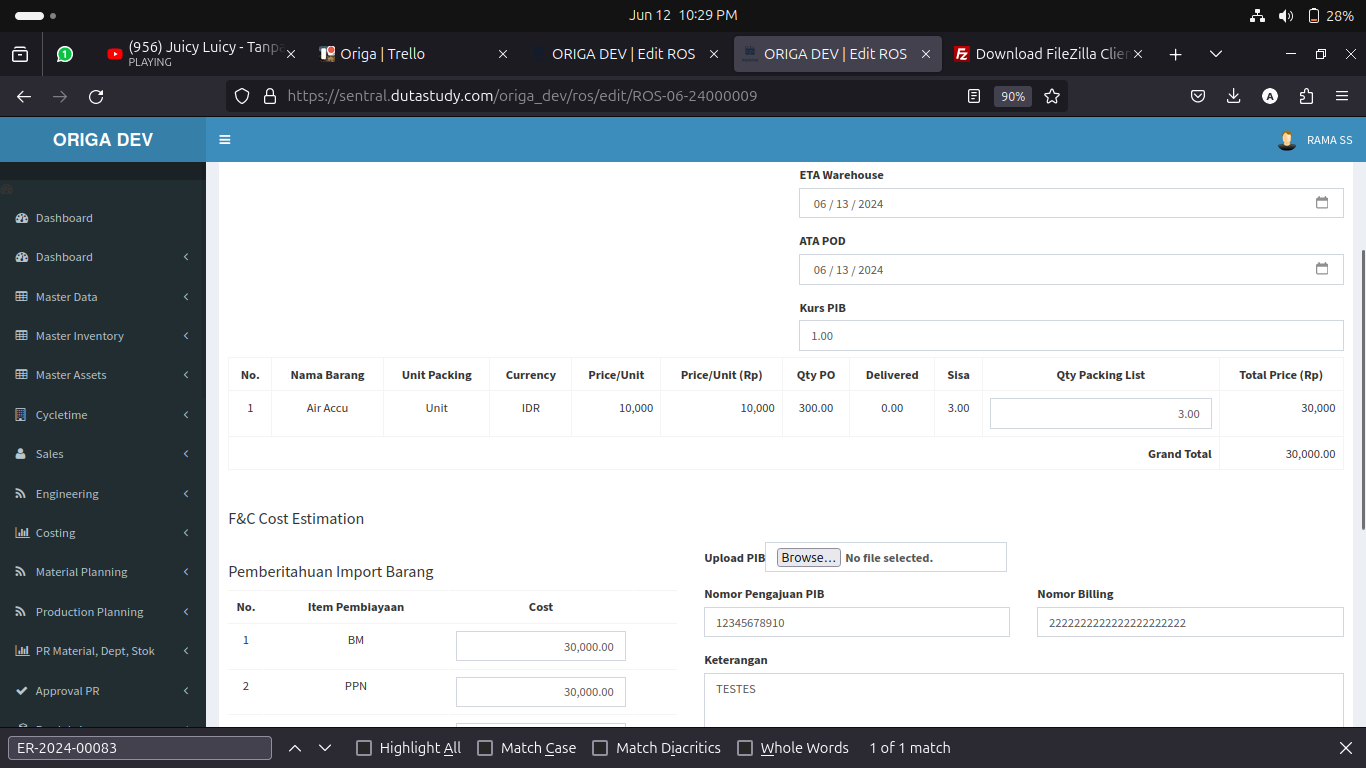 Jun 12 10:29 PM
28%
1
(956) Juicy Luicy - Tanpa
PLAYING
Origa | Trello
ORIGA DEV | Edit ROS
ORIGA DEV | Edit ROS
Download FileZilla Clien
https://sentral.dutastudy.com/origa_dev/ros/edit/ROS-06-24000009
90%
A
ORIGA DEV
RAMA SS
Dashboard
Dashboard
Master Data
Master Inventory
Master Assets
Cycletime
Sales
Engineering
Costing
Material Planning
Production Planning
PR Material, Dept, Stok
Approval PR
ETA Warehouse
06 / 13 / 2024
ATA POD
06 / 13 / 2024
Kurs PIB
1.00
No. Nama Barang Unit Packing Currency Price/Unit Price/Unit (Rp) Qty PO Delivered Sisa Qty Packing List Total Price (Rp)
1 Air Accu Unit IDR 10,000 10,000 300.00 0.00 3.00 3.00 30,000
Grand Total 30,000.00
F&C Cost Estimation
Pemberitahuan Import Barang
No. Item Pembiayaan Cost
1 BM 30,000.00
2 PPN 30,000.00
Upload PIB Browse... No file selected.
Nomor Pengajuan PIB Nomor Billing
12345678910 2222222222222222222222
Keterangan
TESTES
ER-2024-00083 Highlight All Match Case Match Diacritics Whole Words 1 of 1 match